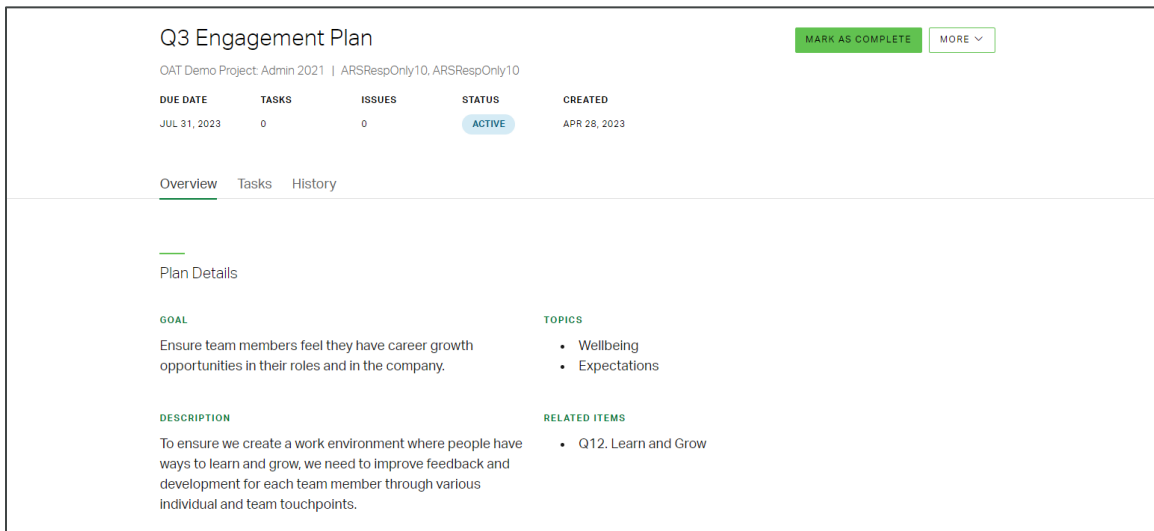 Q3 Engagement Plan
MARK AS COMPLETE
MORE
OAT Demo Project: Admin 2021 | ARSRespOnly10, ARSRespOnly10
DUE DATE TASKS ISSUES STATUS CREATED
JUL 31, 2023 0 0 ACTIVE APR 28, 2023
Overview Tasks History
Plan Details
GOAL
Ensure team members feel they have career growth
opportunities in their roles and in the company.
TOPICS
• Wellbeing
• Expectations
DESCRIPTION
To ensure we create a work environment where people have
ways to learn and grow, we need to improve feedback and
development for each team member through various
individual and team touchpoints.
RELATED ITEMS
• Q12. Learn and Grow